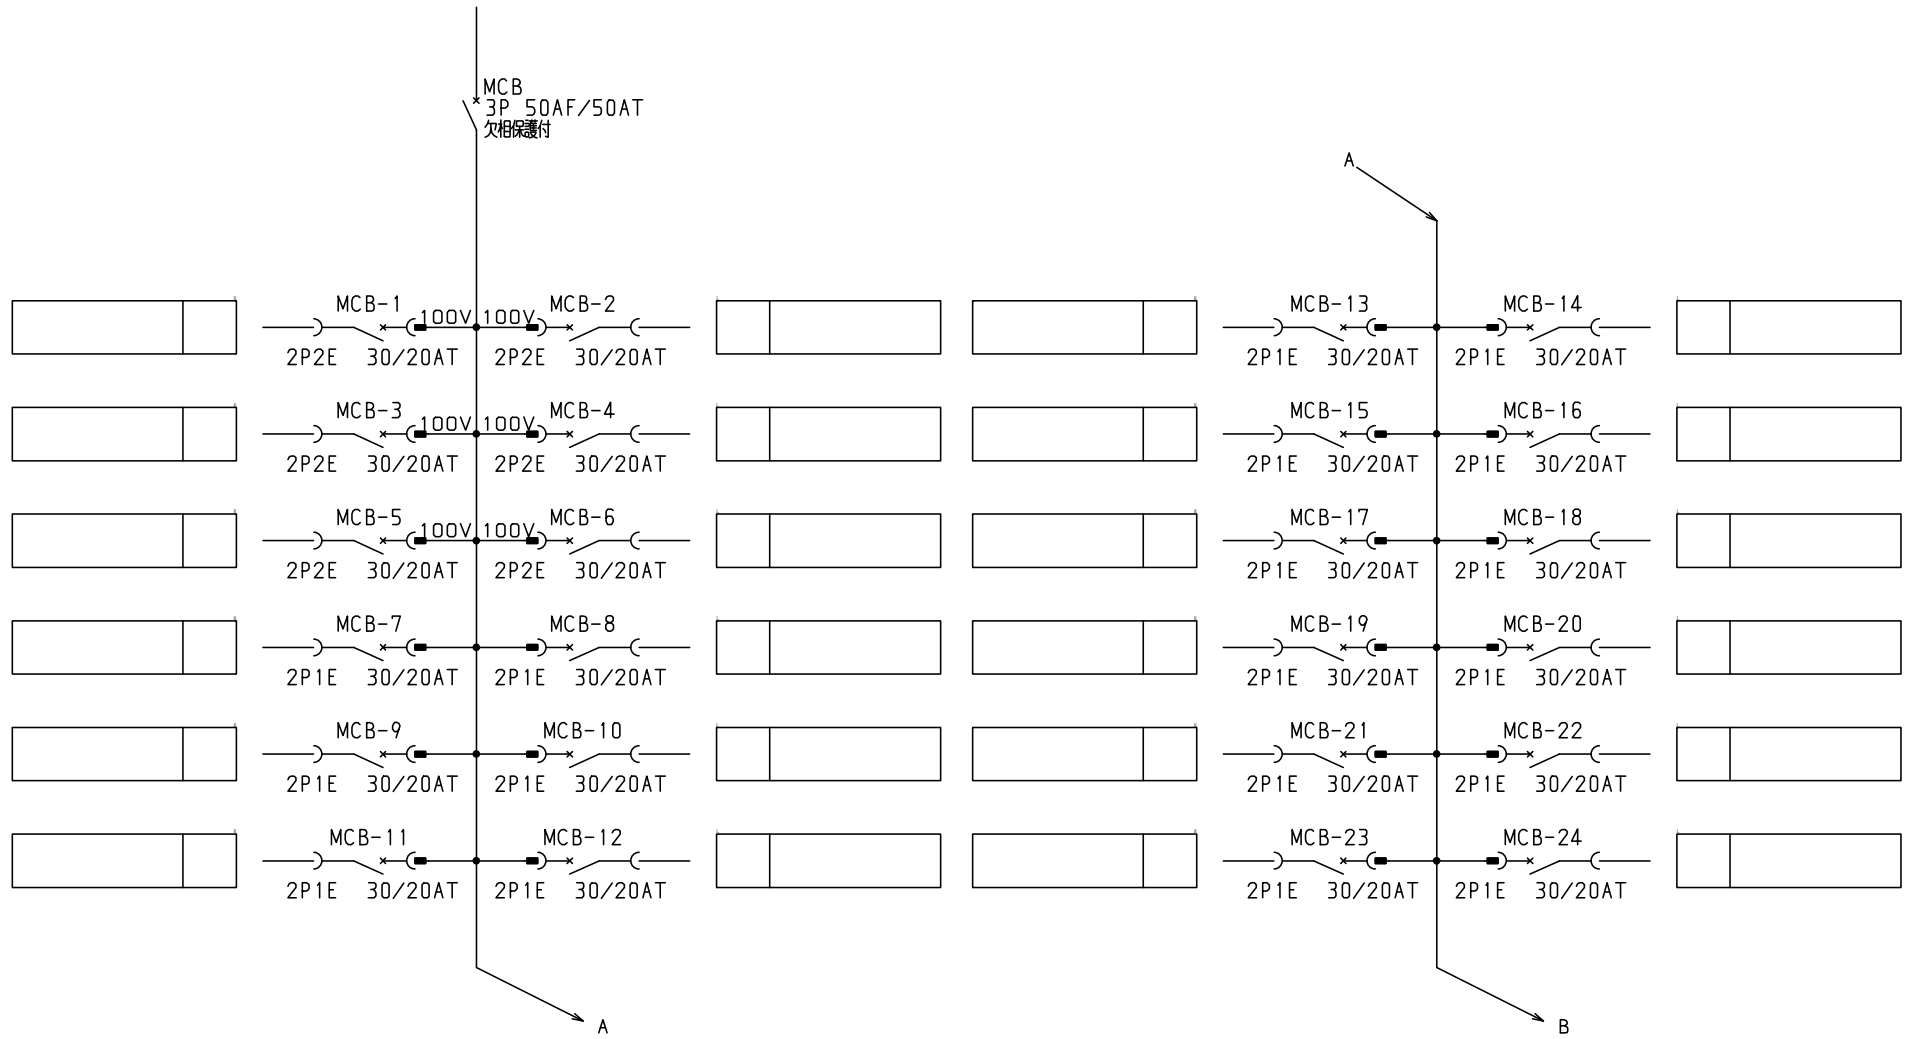 MCB
3P 50AF/50AT
欠相保護付
A
MCB-1 100V 100V MCB-2 MCB-13 MCB-14
2P2E 30/20AT 2P2E 30/20AT 2P1E 30/20AT 2P1E 30/20AT
MCB-3 100V 100V MCB-4 MCB-15 MCB-16
2P2E 30/20AT 2P2E 30/20AT 2P1E 30/20AT 2P1E 30/20AT
MCB-5 100V 100V MCB-6 MCB-17 MCB-18
2P2E 30/20AT 2P2E 30/20AT 2P1E 30/20AT 2P1E 30/20AT
MCB-7 MCB-8 MCB-19 MCB-20
2P1E 30/20AT 2P1E 30/20AT 2P1E 30/20AT 2P1E 30/20AT
MCB-9 MCB-10 MCB-21 MCB-22
2P1E 30/20AT 2P1E 30/20AT 2P1E 30/20AT 2P1E 30/20AT
MCB-11 MCB-12 MCB-23 MCB-24
2P1E 30/20AT 2P1E 30/20AT 2P1E 30/20AT 2P1E 30/20AT
A B